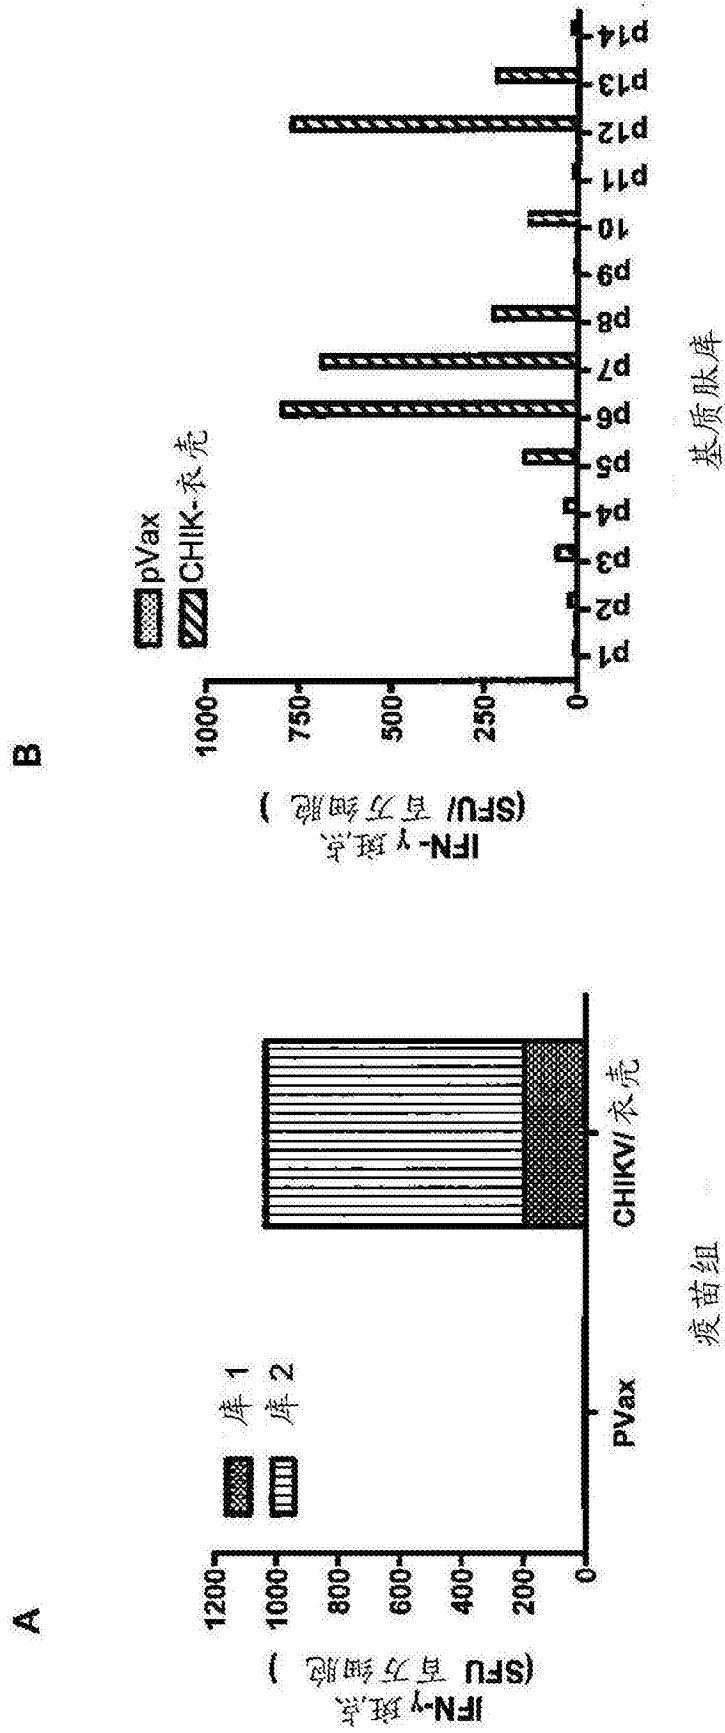 A
IFN-γ 斑点
(SFU 百万细胞)
1200
1000
800
600
400
200
0
库 1
库 2
PVax
CHIKV/衣壳
疫苗组
B
IFN-γ 斑点
(SFU/百万细胞)
1000
750
500
250
0
pVax
CHIK-衣壳
p1
p2
p3
p4
p5
p6
p7
p8
p9
10
p11
p12
p13
p14
基质肽库